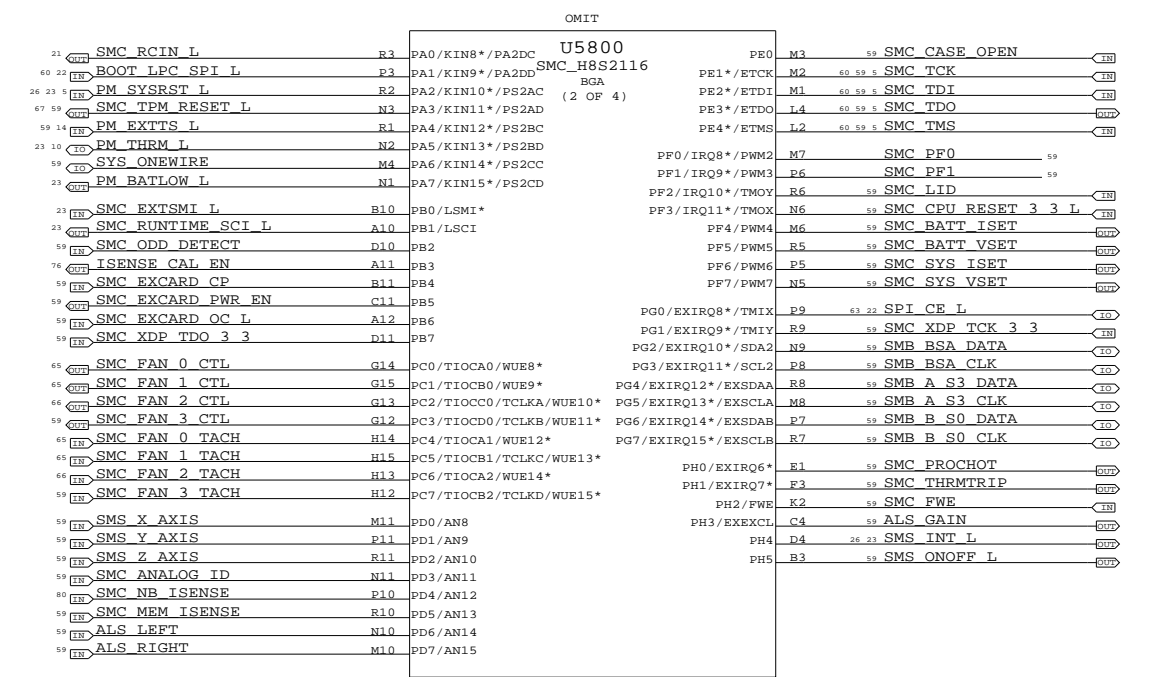 OMIT
U5800
SMC_H8S2116
BGA
(2 OF 4)
21 OUT SMC_RCIN_L R3 PA0/KIN8*/PA2DC
60 22 IN BOOT_LPC_SPI_L P3 PA1/KIN9*/PA2DD
26 23 5 IN PM_SYSRST_L R2 PA2/KIN10*/PS2AC
67 59 OUT SMC_TPM_RESET_L N3 PA3/KIN11*/PS2AD
59 14 IN PM_EXTTS_L R1 PA4/KIN12*/PS2BC
23 10 IO PM_THRM_L N2 PA5/KIN13*/PS2BD
59 IO SYS_ONEWIRE M4 PA6/KIN14*/PS2CC
23 OUT PM_BATLOW_L N1 PA7/KIN15*/PS2CD
23 IN SMC_EXTSMI_L B10 PB0/LSMI*
23 OUT SMC_RUNTIME_SCI_L A10 PB1/LSCI
59 IN SMC_ODD_DETECT D10 PB2
76 OUT ISENSE_CAL_EN A11 PB3
59 IN SMC_EXCARD_CP B11 PB4
59 OUT SMC_EXCARD_PWR_EN C11 PB5
59 IN SMC_EXCARD_OC_L A12 PB6
59 IN SMC_XDP_TDO_3_3 D11 PB7
65 OUT SMC_FAN_0_CTL G14 PC0/TIOCA0/WUE8*
65 OUT SMC_FAN_1_CTL G15 PC1/TIOCB0/WUE9*
66 OUT SMC_FAN_2_CTL G13 PC2/TIOCC0/TCLKA/WUE10*
59 OUT SMC_FAN_3_CTL G12 PC3/TIOCD0/TCLKB/WUE11*
65 IN SMC_FAN_0_TACH H14 PC4/TIOCA1/WUE12*
65 IN SMC_FAN_1_TACH H15 PC5/TIOCB1/TCLKC/WUE13*
66 IN SMC_FAN_2_TACH H13 PC6/TIOCA2/WUE14*
59 IN SMC_FAN_3_TACH H12 PC7/TIOCB2/TCLKD/WUE15*
59 IN SMS_X_AXIS M11 PD0/AN8
59 IN SMS_Y_AXIS P11 PD1/AN9
59 IN SMS_Z_AXIS R11 PD2/AN10
59 IN SMC_ANALOG_ID N11 PD3/AN11
80 IN SMC_NB_ISENSE P10 PD4/AN12
59 IN SMC_MEM_ISENSE R10 PD5/AN13
59 IN ALS_LEFT N10 PD6/AN14
59 IN ALS_RIGHT M10 PD7/AN15
PE0 M3 59 SMC_CASE_OPEN IN
PE1*/ETCK M2 60 59 5 SMC_TCK IN
PE2*/ETDI M1 60 59 5 SMC_TDI IN
PE3*/ETDO L4 60 59 5 SMC_TDO OUT
PE4*/ETMS L2 60 59 5 SMC_TMS IN
PF0/IRQ8*/PWM2 M7 SMC_PF0 59
PF1/IRQ9*/PWM3 P6 SMC_PF1 59
PF2/IRQ10*/TMOY R6 59 SMC_LID IN
PF3/IRQ11*/TMOX N6 59 SMC_CPU_RESET_3_3_L IN
PF4/PWM4 M6 59 SMC_BATT_ISET OUT
PF5/PWM5 R5 59 SMC_BATT_VSET OUT
PF6/PWM6 P5 59 SMC_SYS_ISET OUT
PF7/PWM7 N5 59 SMC_SYS_VSET OUT
PG0/EXIRQ8*/TMIX P9 63 22 SPI_CE_L IO
PG1/EXIRQ9*/TMIY R9 59 SMC_XDP_TCK_3_3 IN
PG2/EXIRQ10*/SDA2 N9 59 SMB_BSA_DATA IO
PG3/EXIRQ11*/SCL2 P8 59 SMB_BSA_CLK IO
PG4/EXIRQ12*/EXSDAA R8 59 SMB_A_S3_DATA IO
PG5/EXIRQ13*/EXSCLA M8 59 SMB_A_S3_CLK IO
PG6/EXIRQ14*/EXSDAB P7 59 SMB_B_S0_DATA IO
PG7/EXIRQ15*/EXSCLB R7 59 SMB_B_S0_CLK IO
PH0/EXIRQ6* E1 59 SMC_PROCHOT OUT
PH1/EXIRQ7* F3 59 SMC_THRMTRIP OUT
PH2/FWE K2 59 SMC_FWE IN
PH3/EXEXCL C4 59 ALS_GAIN OUT
PH4 D4 26 23 SMS_INT_L OUT
PH5 B3 59 SMS_ONOFF_L OUT